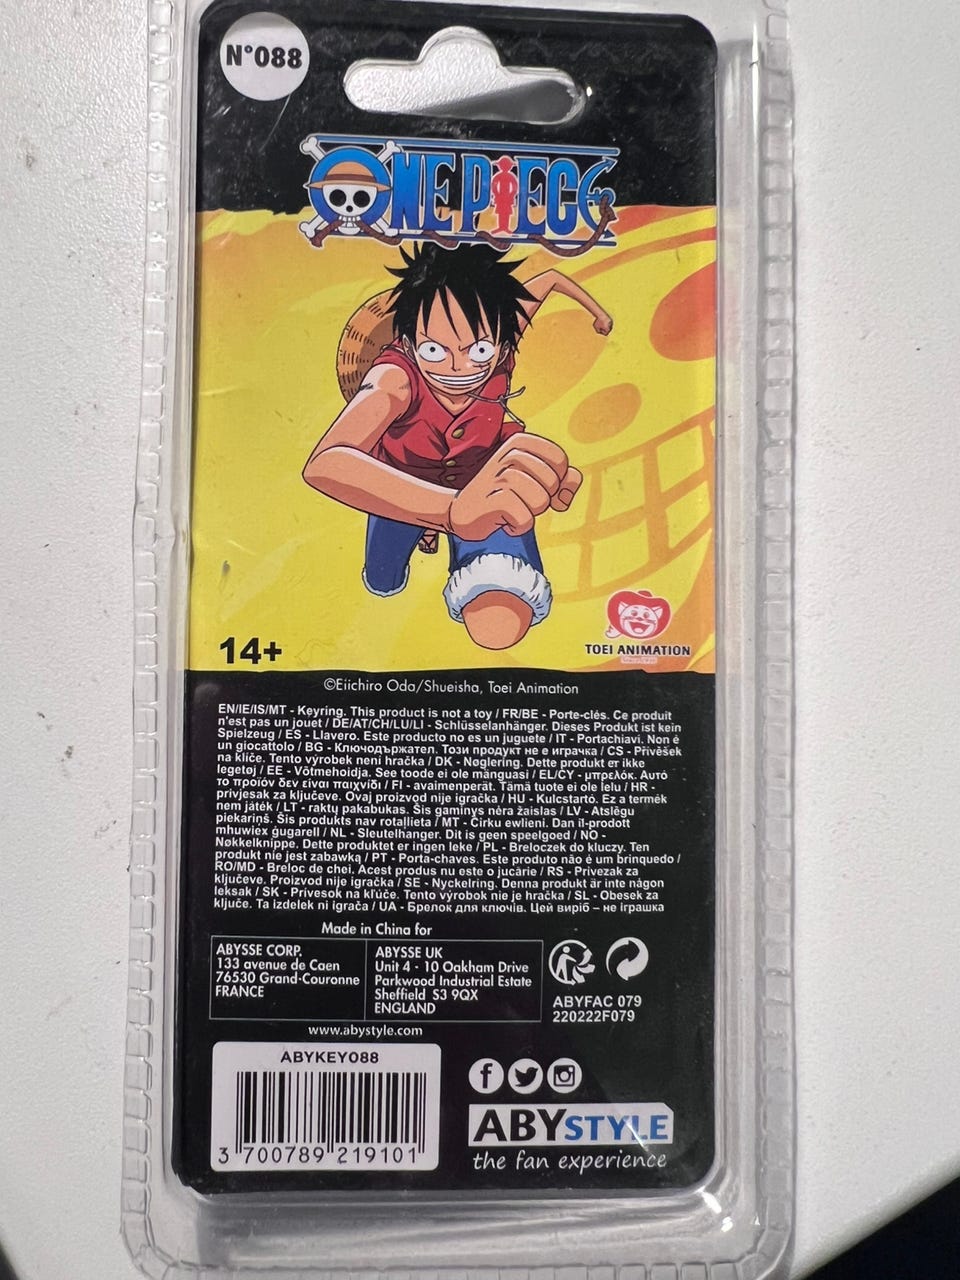 N°088
ONE PIECE
14+
TOEI ANIMATION
©Eiichiro Oda/Shueisha, Toei Animation
EN/IE/IS/MT - Keyring. This product is not a toy / FR/BE - Porte-clés. Ce produit
n'est pas un jouet / DE/AT/CH/LU/LI - Schlüsselanhänger. Dieses Produkt ist kein
Spielzeug / ES - Llavero. Este producto no es un juguete / IT - Portachiavi. Non é
un giocattolo / BG - Ключодържател. Този продукт не е играчка / CS - Přívěšek
na klíče. Tento výrobek není hračka / DK - Nøglering. Dette produkt er ikke
legetøj / EE - Võtmehoidja. See toode ei ole mänguasi / EL/CY - μπρελόκ. Αυτό
το προϊόν δεν είναι παιχνίδι / FI - avaimenperät. Tämä tuote ei ole lelu / HR -
privjesak za ključeve. Ovaj proizvod nije igračka / HU - Kulcstartó. Ez a termék
nem játék / LT - raktų pakabukas. Šis gaminys nėra žaislas / LV - Atslēgu
piekariņš. Šis produkts nav rotaļlieta / MT - Ċirku ewlieni. Dan il-prodott
mhuwiex ġugarell / NL - Sleutelhanger. Dit is geen speelgoed / NO -
Nøkkelknippe. Dette produktet er ingen leke / PL - Breloczek do kluczy. Ten
produkt nie jest zabawką / PT - Porta-chaves. Este produto não é um brinquedo /
RO/MD - Breloc de chei. Acest produs nu este o jucărie / RS - Privezak za
ključeve. Proizvod nije igračka / SE - Nyckelring. Denna produkt är inte någon
leksak / SK - Prívesok na kľúče. Tento výrobok nie je hračka / SL - Obesek za
ključe. Ta izdelek ni igrača / UA - Брелок для ключів. Цей виріб – не іграшка
Made in China for
ABYSSE CORP.
133 avenue de Caen
76530 Grand-Couronne
FRANCE
ABYSSE UK
Unit 4 - 10 Oakham Drive
Parkwood Industrial Estate
Sheffield S3 9QX
ENGLAND
ABYFAC 079
220222F079
www.abystyle.com
ABYKEY088
3 700789 219101
ABYSTYLE
the fan experience